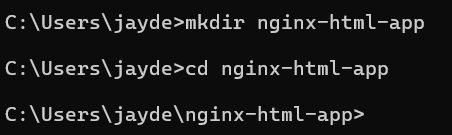 C:\Users\jayde>mkdir nginx-html-app
C:\Users\jayde>cd nginx-html-app
C:\Users\jayde\nginx-html-app>